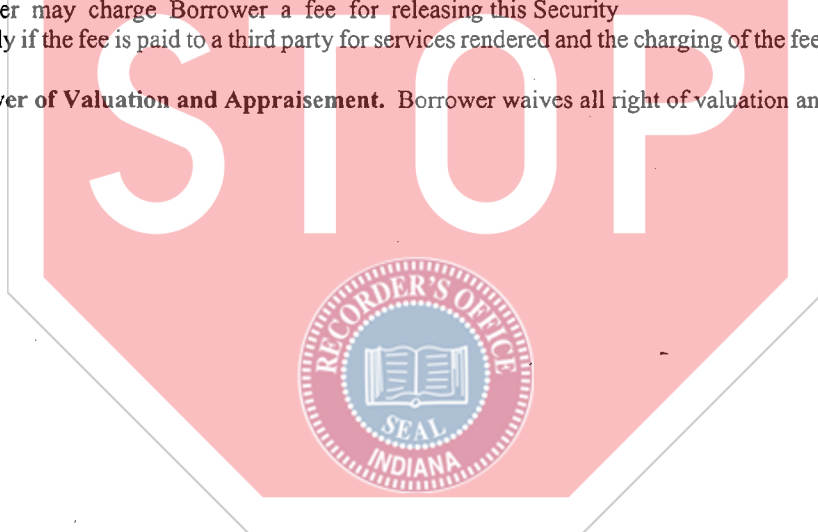 er may charge Borrower a fee for releasing this Security
if the fee is paid to a third party for services rendered and the charging of the fee
er of Valuation and Appraisement. Borrower waives all right of valuation an
STOP
RECORDER'S OFFICE
SEAL
INDIANA